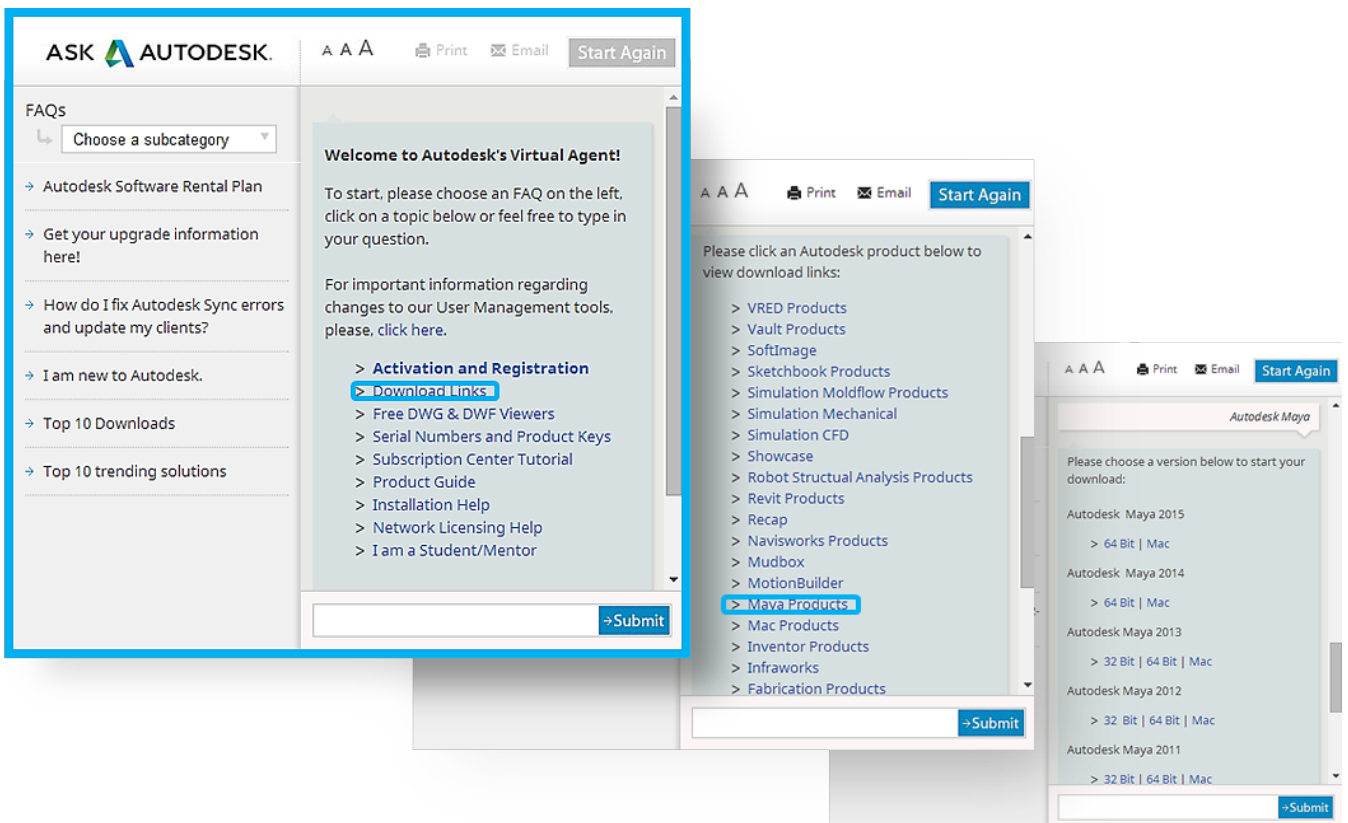 ASK AUTODESK.
A A A Print Email Start Again
FAQs
Choose a subcategory
Autodesk Software Rental Plan
Get your upgrade information
here!
How do I fix Autodesk Sync errors
and update my clients?
I am new to Autodesk.
Top 10 Downloads
Top 10 trending solutions
Welcome to Autodesk's Virtual Agent!
To start, please choose an FAQ on the left,
click on a topic below or feel free to type in
your question.
For important information regarding
changes to our User Management tools,
please, click here.
> Activation and Registration
> Download Links
> Free DWG & DWF Viewers
> Serial Numbers and Product Keys
> Subscription Center Tutorial
> Product Guide
> Installation Help
> Network Licensing Help
> I am a Student/Mentor
Submit
A A A Print Email Start Again
Please click an Autodesk product below to
view download links:
> VRED Products
> Vault Products
> SoftImage
> Sketchbook Products
> Simulation Moldflow Products
> Simulation Mechanical
> Simulation CFD
> Showcase
> Robot Structual Analysis Products
> Revit Products
> Recap
> Navisworks Products
> Mudbox
> MotionBuilder
> Maya Products
> Mac Products
> Inventor Products
> Infraworks
> Fabrication Products
Submit
A A A Print Email Start Again
Autodesk Maya
Please choose a version below to start your
download:
Autodesk Maya 2015
> 64 Bit | Mac
Autodesk Maya 2014
> 64 Bit | Mac
Autodesk Maya 2013
> 32 Bit | 64 Bit | Mac
Autodesk Maya 2012
> 32 Bit | 64 Bit | Mac
Autodesk Maya 2011
> 32 Bit | 64 Bit | Mac
Submit